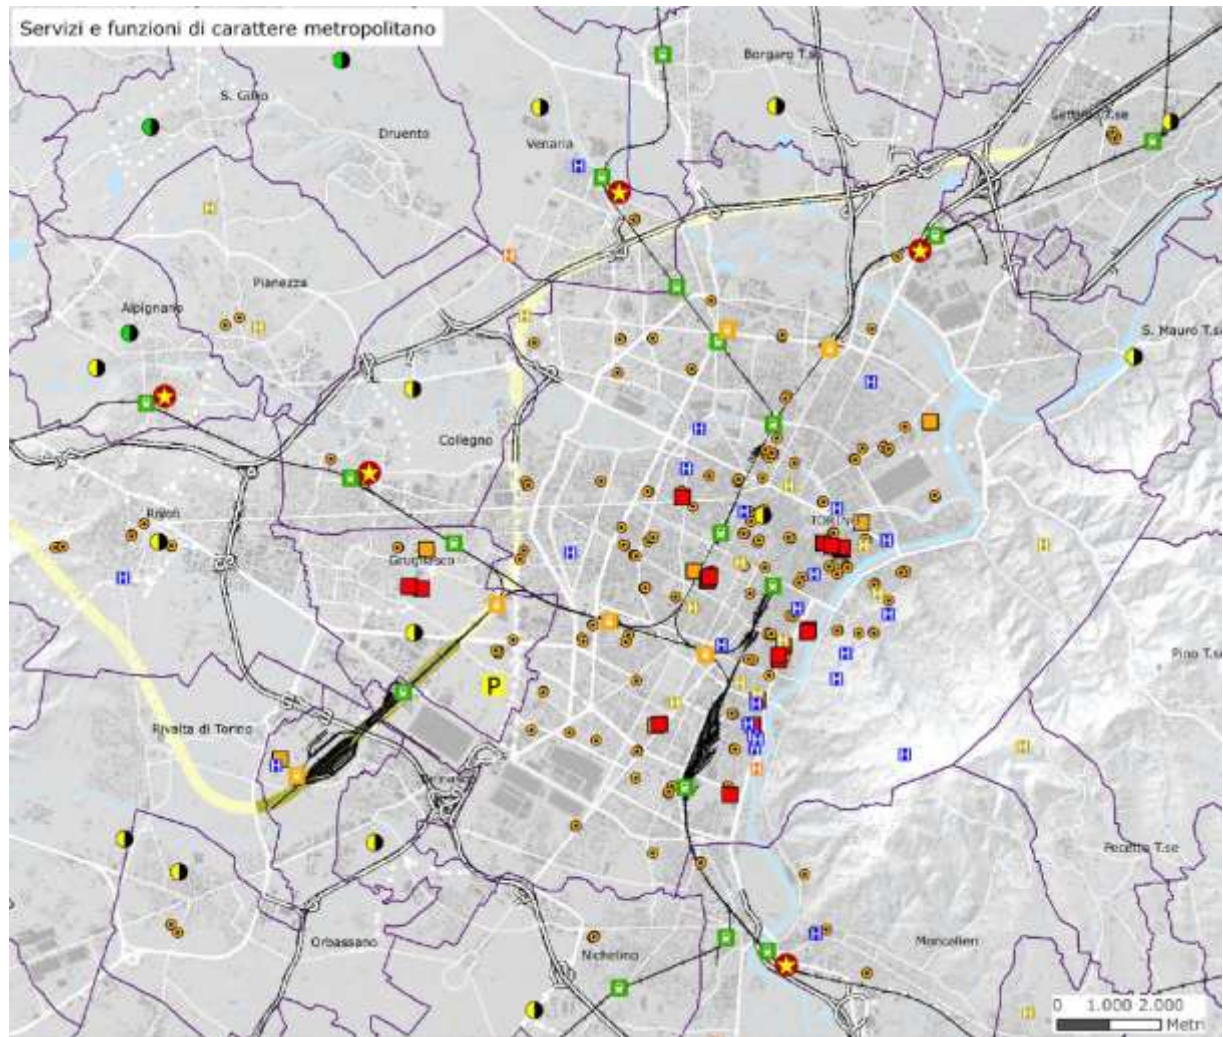 Servizi e funzioni di carattere metropolitano
Borgaro T.se
S. Gillio
Settimo T.se
Druento
Venaria
H
H
H
Pianezza
Alpignano
H
H
S. Mauro T.se
H
Collegno
H
H
H
H
H
Rivoli
TORINO
H
H
H
H
Grugliasco
H
H
H
H
H
H
H
H
H
H
H
Pino T.se
P
H
H
H
H
Rivalta di Torino
H
H
H
H
H
H
H
Beinasco
Pecetto T.se
Orbassano
H
Moncalieri
Nichelino
H
0 1.000 2.000
Metri